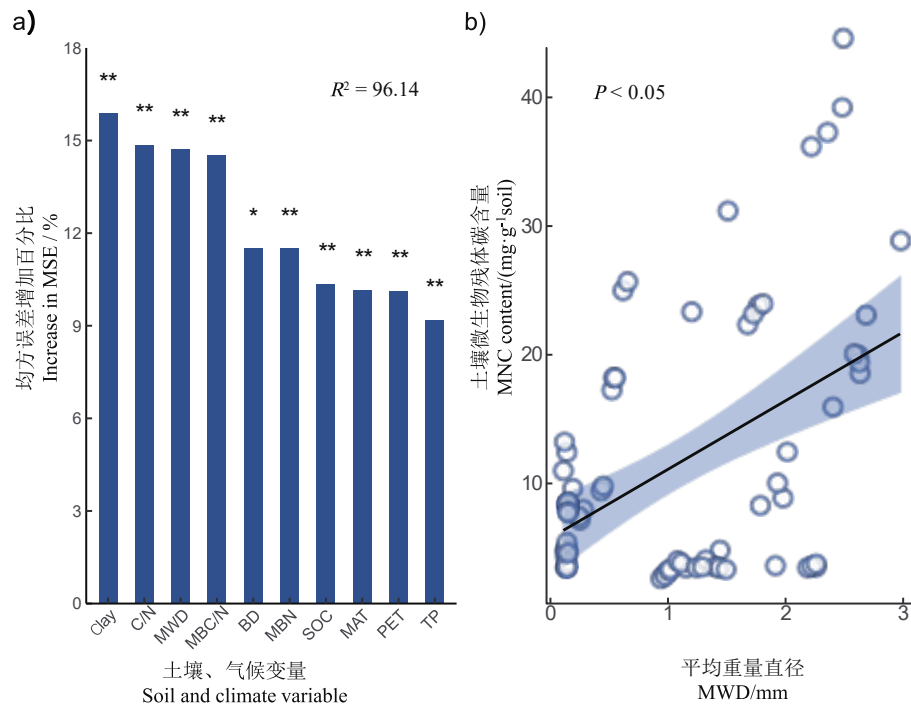 a)
18
15
12
9
6
3
0
均方误差增加百分比
Increase in MSE / %
R² = 96.14
** ** ** ** * ** ** ** ** **
Clay C/N MWD MBC/N BD MBN SOC MAT PET TP
土壤、气候变量
Soil and climate variable
b)
40
30
20
10
土壤微生物残体碳含量
MNC content/(mg·g⁻¹soil)
P < 0.05
0 1 2 3
平均重量直径
MWD/mm